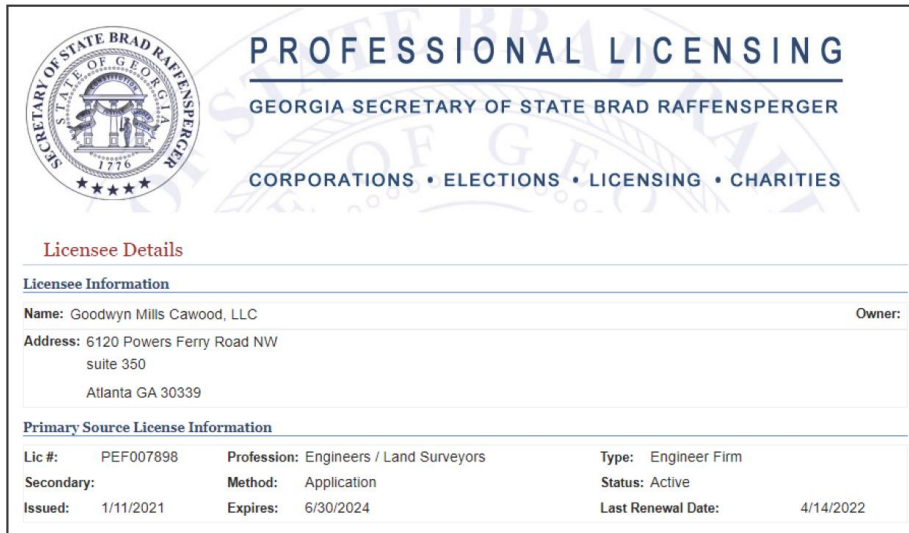 SECRETARY OF STATE BRAD RAFFENSPERGER
STATE OF GEORGIA
CONSTITUTION
1776
PROFESSIONAL LICENSING
GEORGIA SECRETARY OF STATE BRAD RAFFENSPERGER
CORPORATIONS • ELECTIONS • LICENSING • CHARITIES
Licensee Details
Licensee Information
Name: Goodwyn Mills Cawood, LLC Owner:
Address: 6120 Powers Ferry Road NW
suite 350
Atlanta GA 30339
Primary Source License Information
Lic #: PEF007898 Profession: Engineers / Land Surveyors Type: Engineer Firm
Secondary: Method: Application Status: Active
Issued: 1/11/2021 Expires: 6/30/2024 Last Renewal Date: 4/14/2022